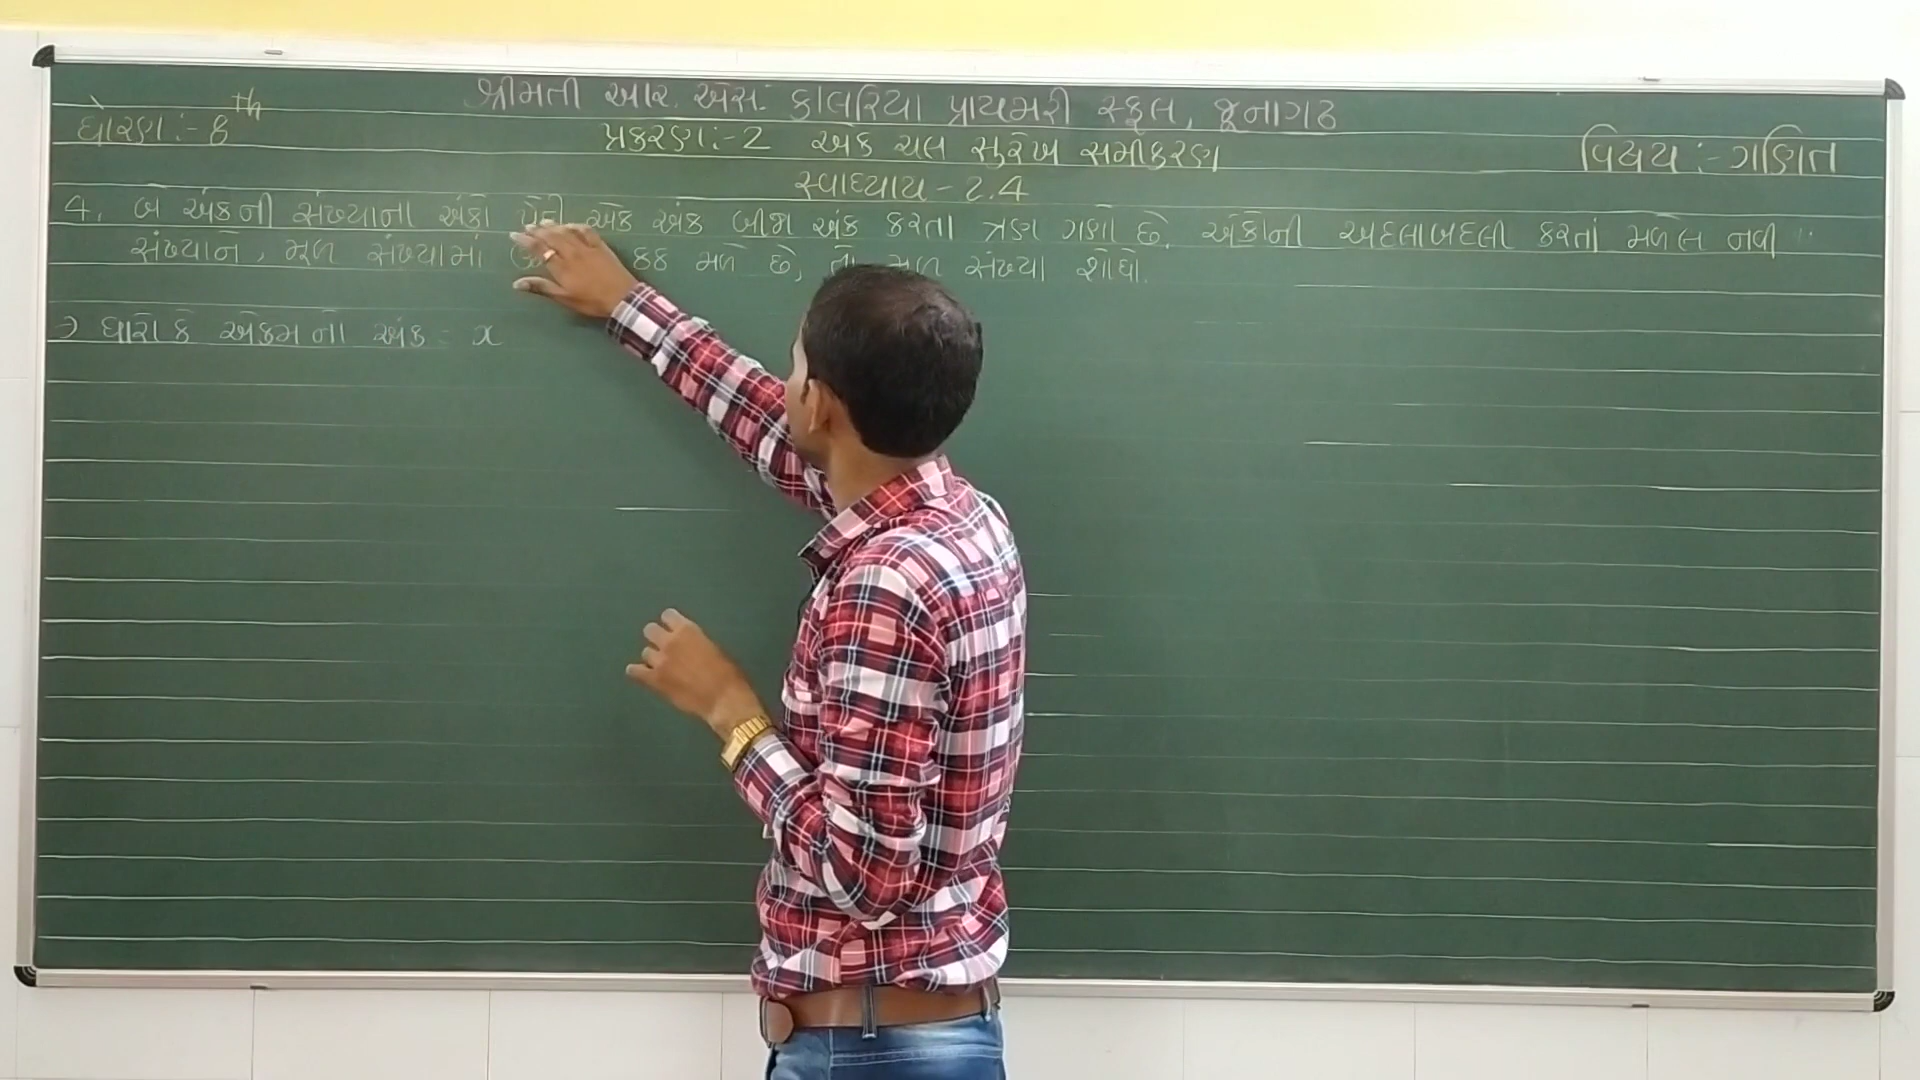 શ્રીમતી આર. એસ. કાલરિયા પ્રાયમરી સ્કૂલ, જૂનાગઢ
ધોરણ :- 8th
પ્રકરણ :- 2 એક ચલ સુરેખ સમીકરણ
વિષય :- ગણિત
સ્વાધ્યાય - 2.4
4. બે અંકની સંખ્યાના અંકો પૈકી એક અંક બીજા અંક કરતા ત્રણ ગણો છે. અંકોની અદલાબદલી કરતાં મળેલ નવી
સંખ્યાને, મૂળ સંખ્યામાં 88 મળે છે, તો મૂળ સંખ્યા શોધો.
→ ધારો કે એકમનો અંક = x